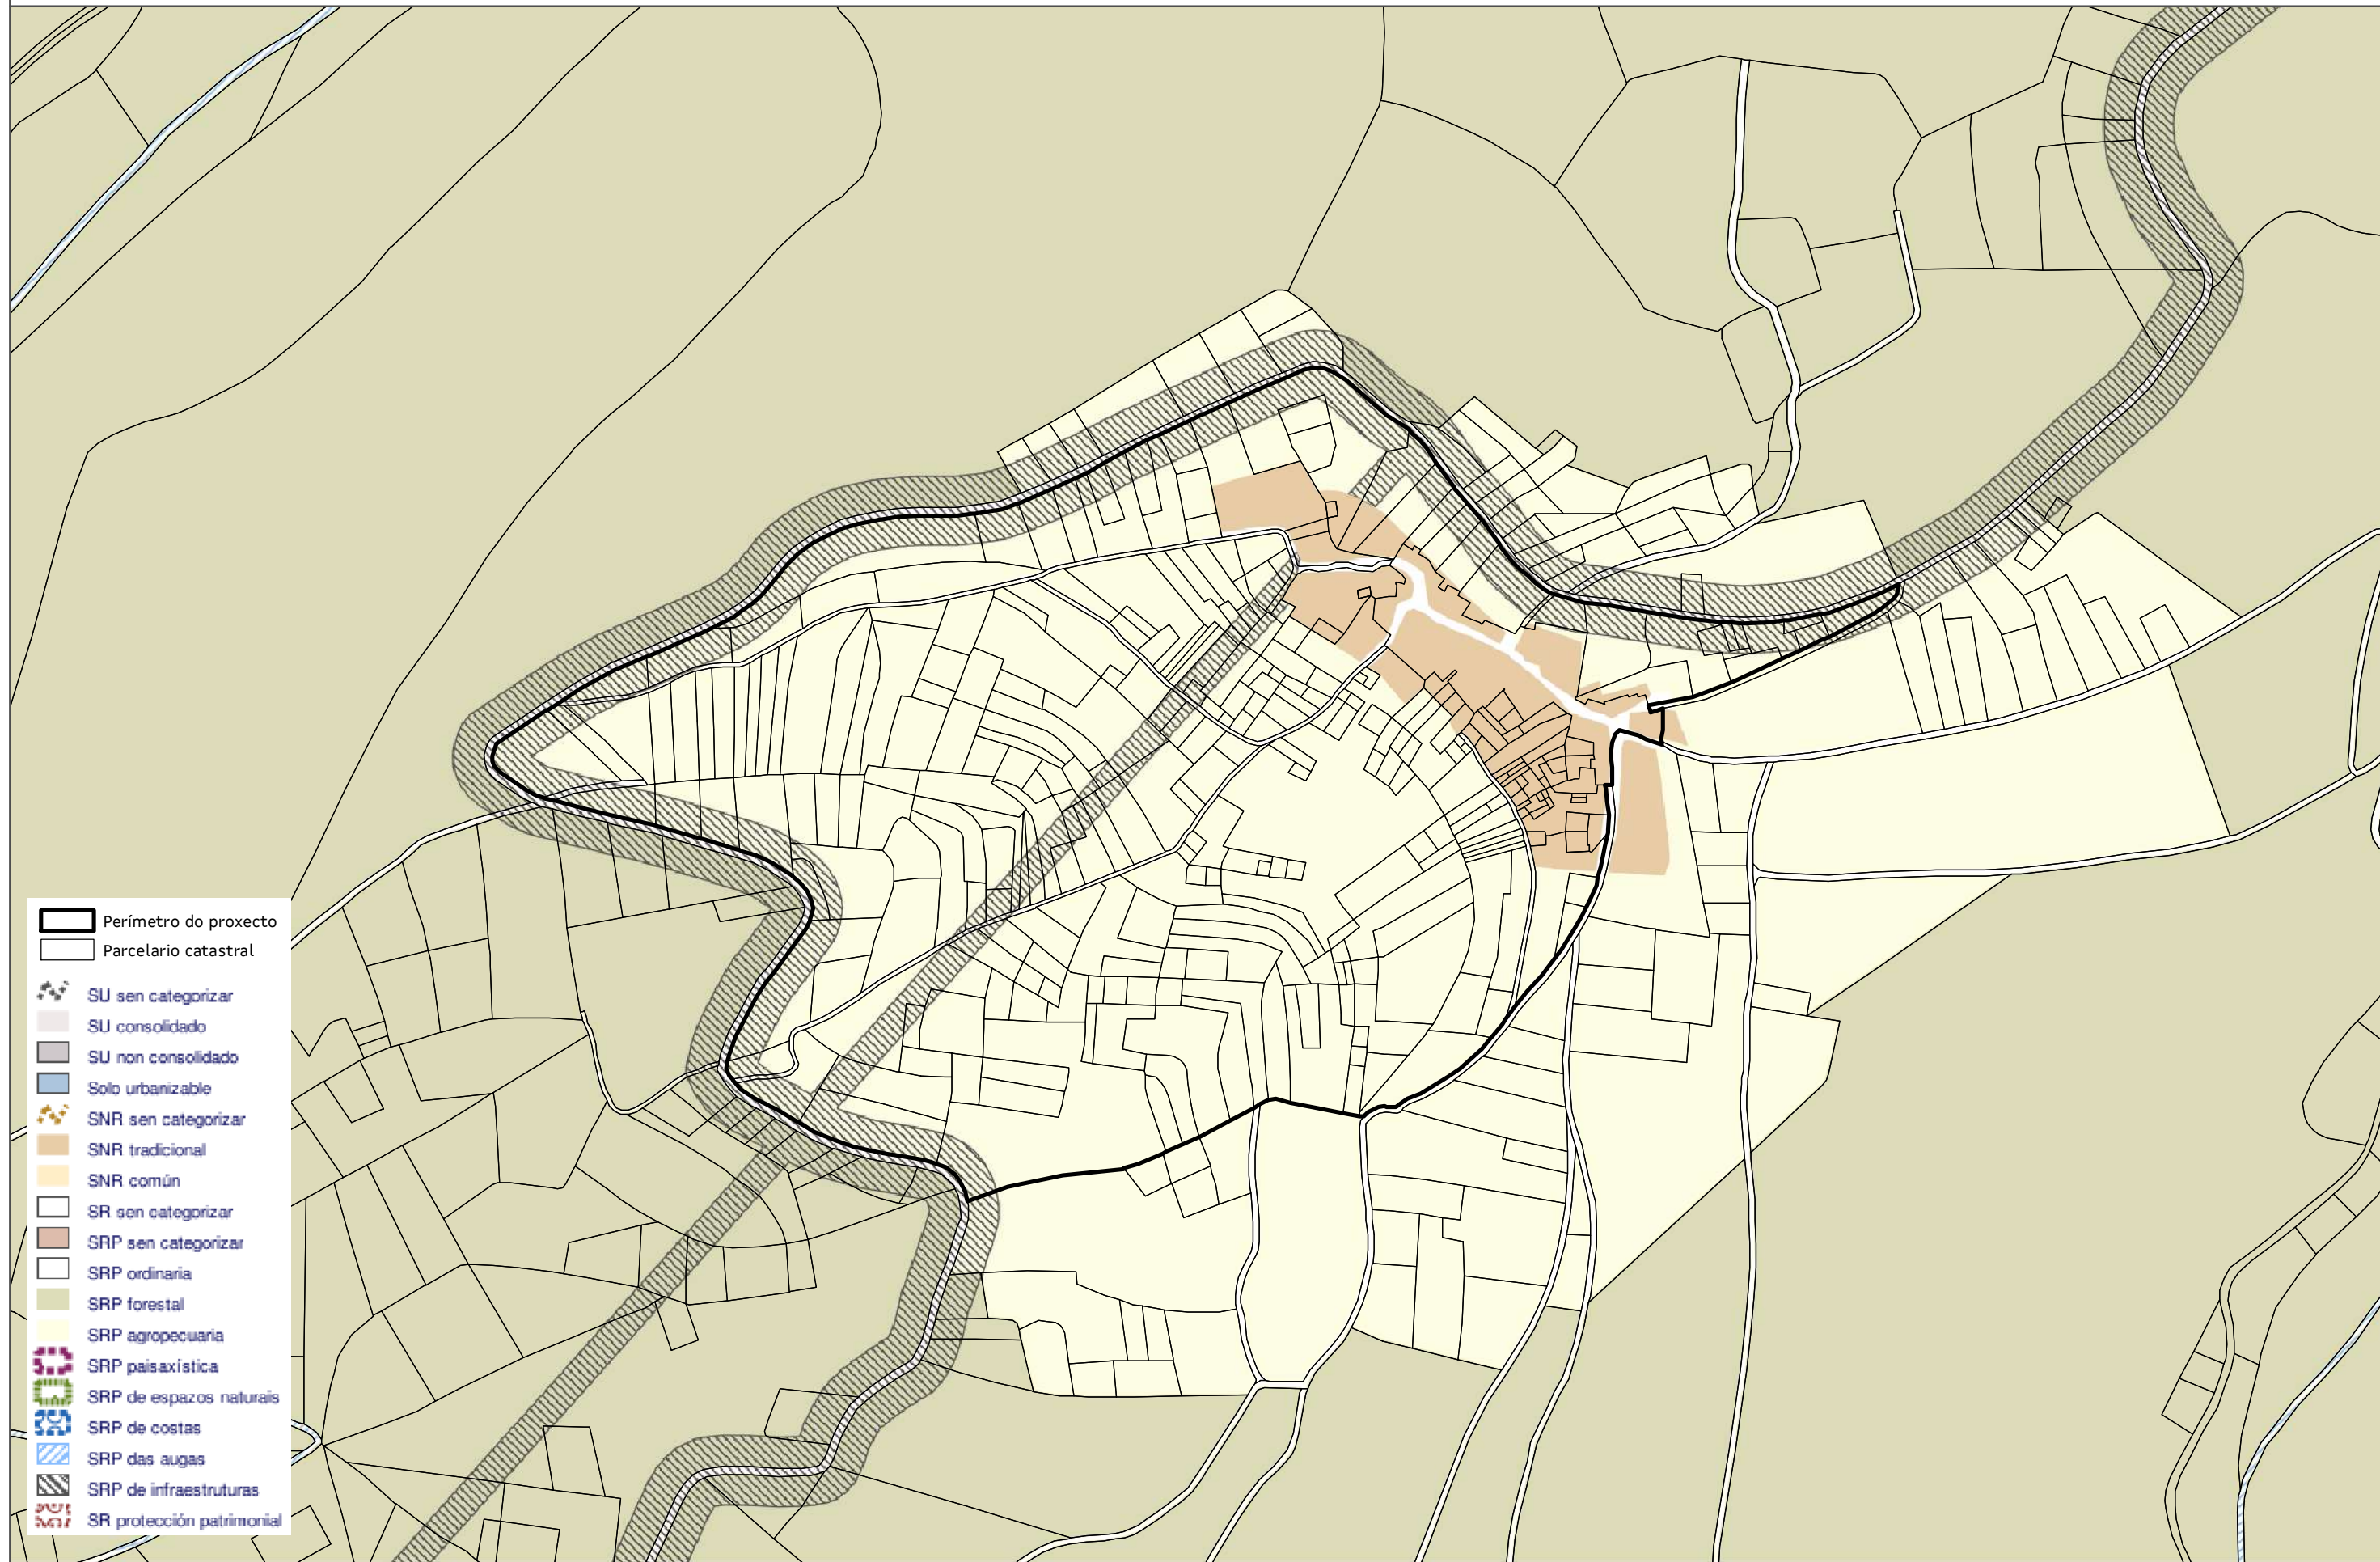 Perímetro do proxecto
Parcelario catastral
SU sen categorizar
SU consolidado
SU non consolidado
Solo urbanizable
SNR sen categorizar
SNR tradicional
SNR común
SR sen categorizar
SRP sen categorizar
SRP ordinaria
SRP forestal
SRP agropecuaria
SRP paisaxística
SRP de espazos naturais
SRP de costas
SRP das augas
SRP de infraestruturas
SR protección patrimonial